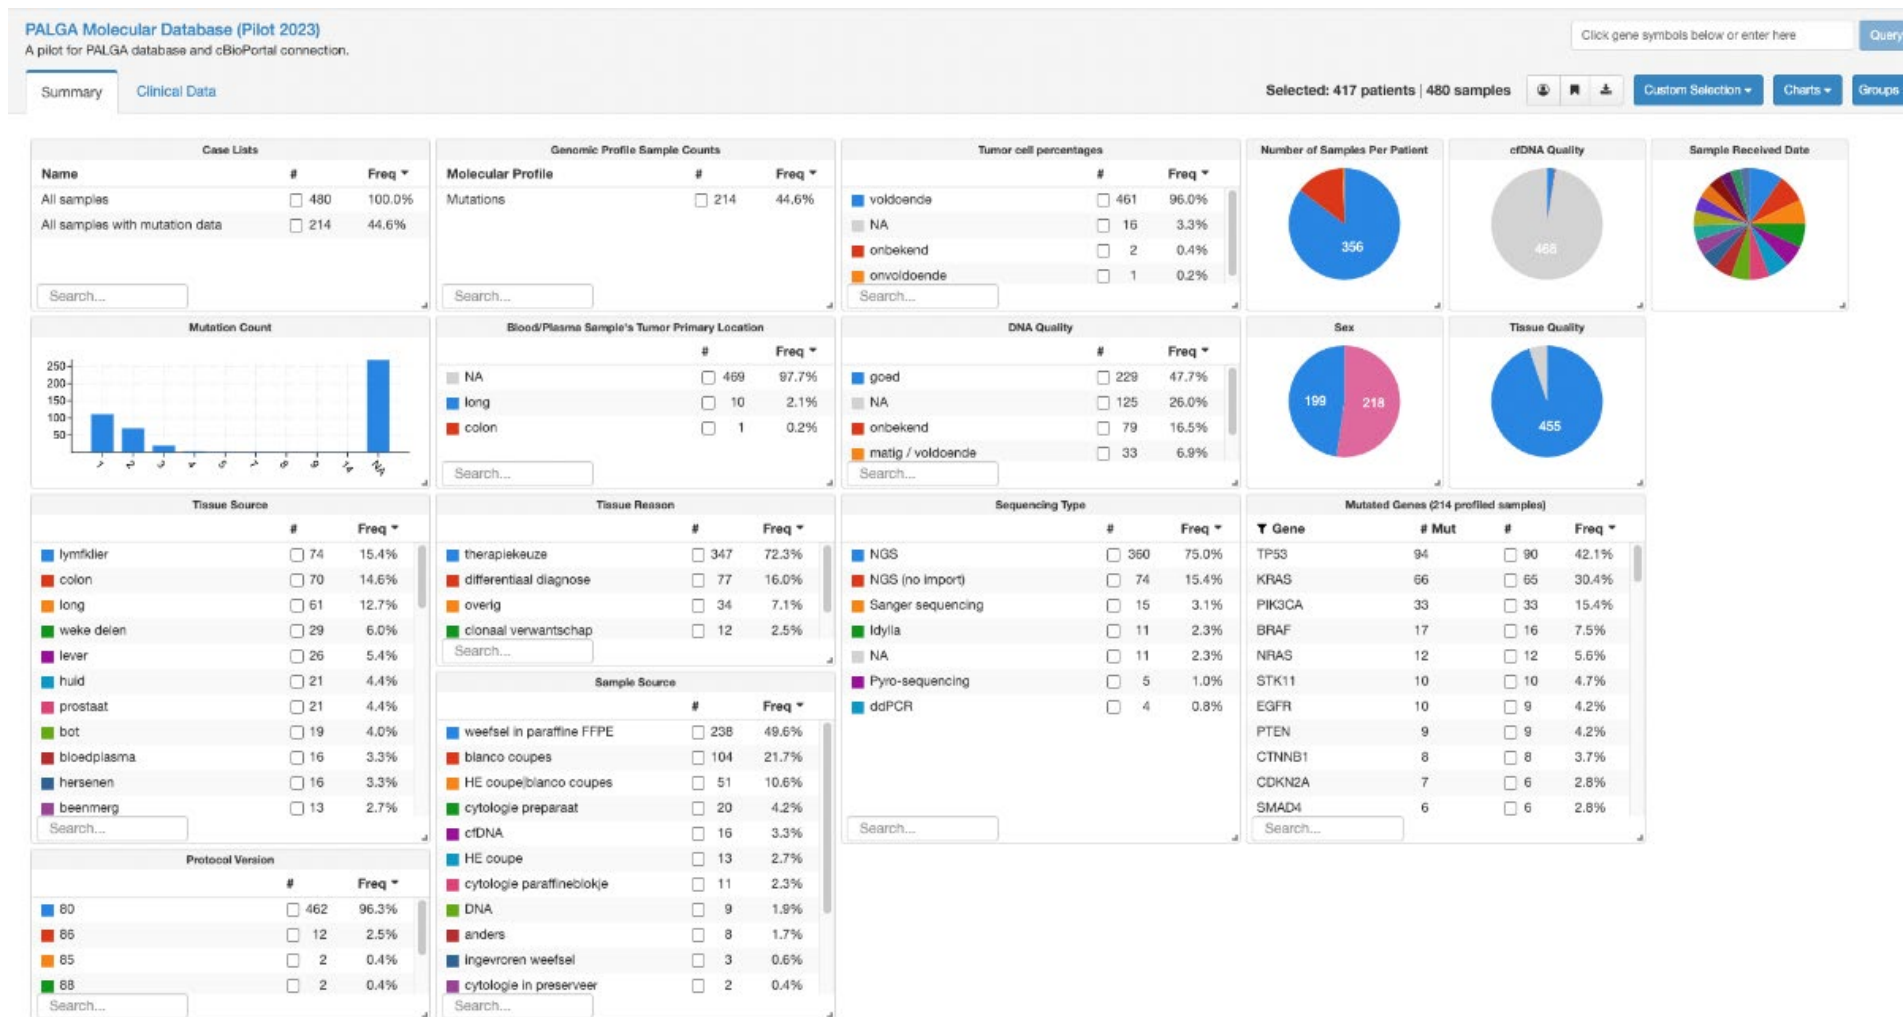 PALGA Molecular Database (Pilot 2023)
A pilot for PALGA database and cBioPortal connection.
Click gene symbols below or enter here
Query
Summary
Clinical Data
Selected: 417 patients | 480 samples
Custom Selection
Charts
Groups
Case Lists
Name # Freq
All samples 480 100.0%
All samples with mutation data 214 44.6%
Search...
Genomic Profile Sample Counts
Molecular Profile # Freq
Mutations 214 44.6%
Search...
Tumor cell percentages
# Freq
voldoende 461 96.0%
NA 16 3.3%
onbekend 2 0.4%
onvoldoende 1 0.2%
Search...
Number of Samples Per Patient
356
cfDNA Quality
468
Sample Received Date
Mutation Count
250
200
150
100
50
1 2 3 4 5 7 8 9 14 NA
Blood/Plasma Sample's Tumor Primary Location
# Freq
NA 469 97.7%
long 10 2.1%
colon 1 0.2%
Search...
DNA Quality
# Freq
goed 229 47.7%
NA 125 26.0%
onbekend 79 16.5%
matig / voldoende 33 6.9%
Search...
Sex
199
218
Tissue Quality
455
Tissue Source
# Freq
lymfklier 74 15.4%
colon 70 14.6%
long 61 12.7%
weke delen 29 6.0%
lever 26 5.4%
huid 21 4.4%
prostaat 21 4.4%
bot 19 4.0%
bloedplasma 16 3.3%
hersenen 16 3.3%
beenmerg 13 2.7%
Search...
Tissue Reason
# Freq
therapiekeuze 347 72.3%
differentiaal diagnose 77 16.0%
overig 34 7.1%
clonaal verwantschap 12 2.5%
Search...
Sequencing Type
# Freq
NGS 360 75.0%
NGS (no import) 74 15.4%
Sanger sequencing 15 3.1%
Idylla 11 2.3%
NA 11 2.3%
Pyro-sequencing 5 1.0%
ddPCR 4 0.8%
Search...
Mutated Genes (214 profiled samples)
Gene # Mut # Freq
TP53 94 90 42.1%
KRAS 66 65 30.4%
PIK3CA 33 33 15.4%
BRAF 17 16 7.5%
NRAS 12 12 5.6%
STK11 10 10 4.7%
EGFR 10 9 4.2%
PTEN 9 9 4.2%
CTNNB1 8 8 3.7%
CDKN2A 7 6 2.8%
SMAD4 6 6 2.8%
Search...
Sample Source
# Freq
weefsel in paraffine FFPE 238 49.6%
blanco coupes 104 21.7%
HE coupe|blanco coupes 51 10.6%
cytologie preparaat 20 4.2%
cfDNA 16 3.3%
HE coupe 13 2.7%
cytologie paraffineblokje 11 2.3%
DNA 9 1.9%
anders 8 1.7%
ingevroren weefsel 3 0.6%
cytologie in preserveer 2 0.4%
Search...
Protocol Version
# Freq
80 462 96.3%
86 12 2.5%
85 2 0.4%
88 2 0.4%
Search...